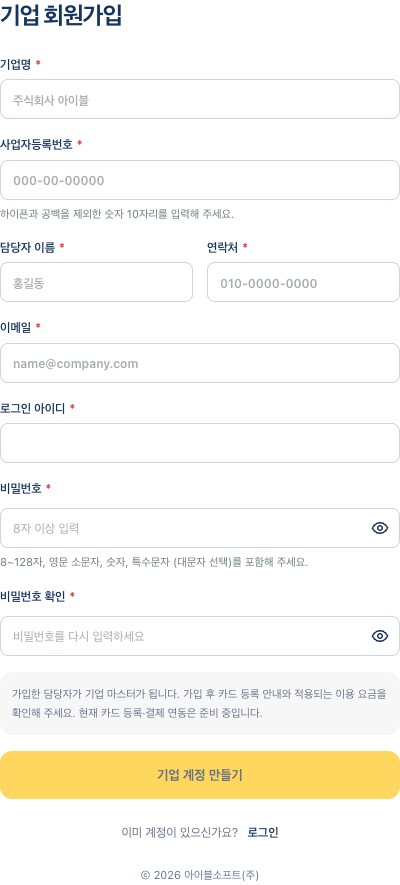 기업 회원가입
기업명 *
주식회사 아이블
사업자등록번호 *
000-00-00000
하이픈과 공백을 제외한 숫자 10자리를 입력해 주세요.
담당자 이름 * 연락처 *
홍길동 010-0000-0000
이메일 *
name@company.com
로그인 아이디 *
비밀번호 *
8자 이상 입력
8~128자, 영문 소문자, 숫자, 특수문자 (대문자 선택)를 포함해 주세요.
비밀번호 확인 *
비밀번호를 다시 입력하세요
가입한 담당자가 기업 마스터가 됩니다. 가입 후 카드 등록 안내와 적용되는 이용 요금을
확인해 주세요. 현재 카드 등록·결제 연동은 준비 중입니다.
기업 계정 만들기
이미 계정이 있으신가요? 로그인
© 2026 아이블소프트(주)